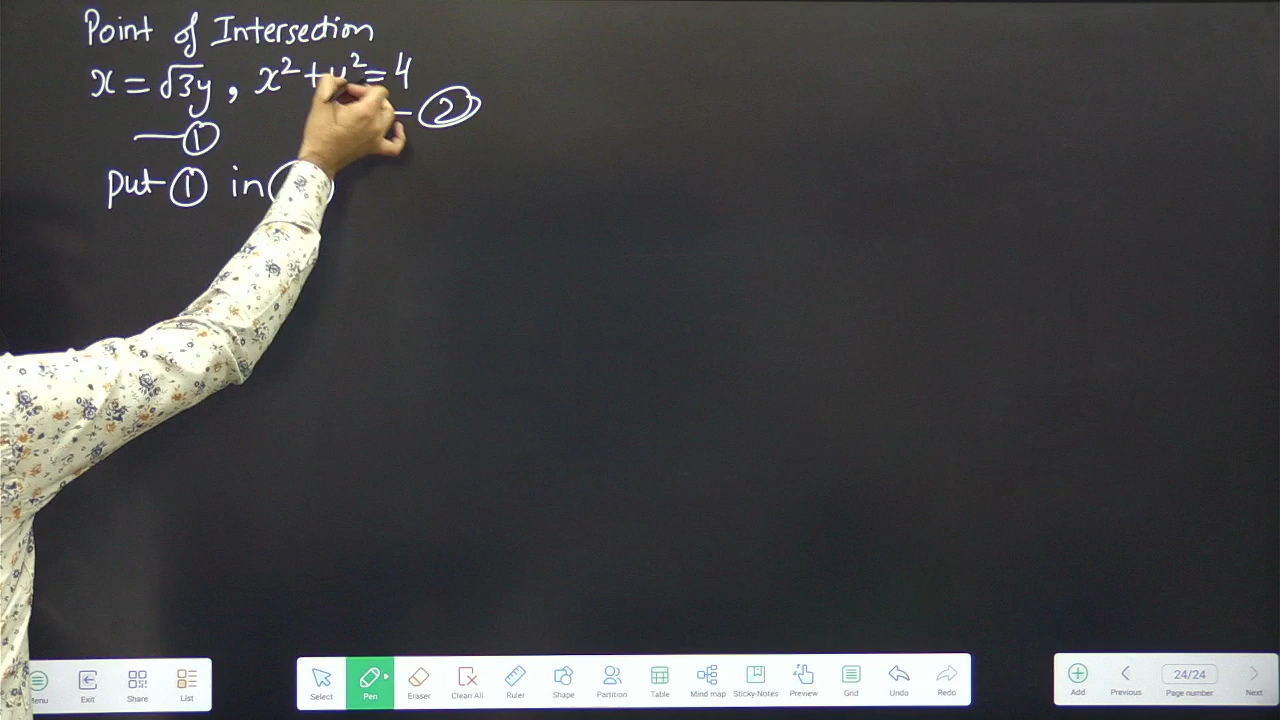 Point of Intersection
x = √3y , x² + y² = 4
— ① — ②
put ① in
Menu Exit Share List
Select Pen Eraser Clean All Ruler Shape Partition Table Mind map Sticky-Notes Preview Grid Undo Redo
Add Previous 24/24 Page number Next